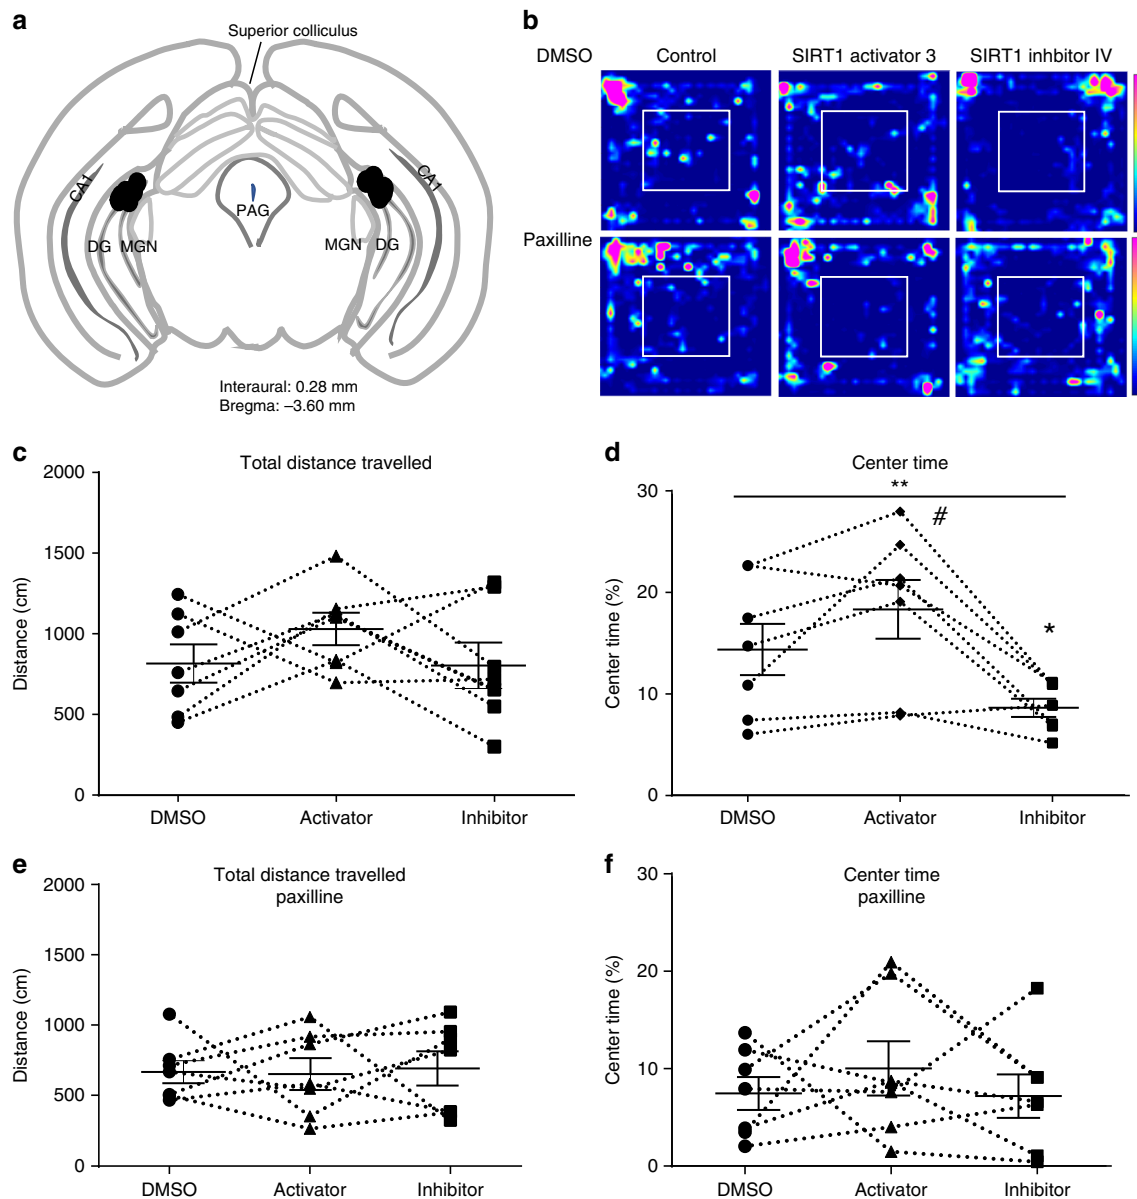 a
Superior colliculus
CA1
CA1
PAG
DG
MGN
MGN
DG
Interaural: 0.28 mm
Bregma: –3.60 mm
b
DMSO
Control
SIRT1 activator 3
SIRT1 inhbitor IV
Paxilline
c
Total distance travelled
2000
1500
1000
500
0
Distance (cm)
DMSO
Activator
Inhibitor
d
Center time
**
#
*
30
20
10
0
Center time (%)
DMSO
Activator
Inhibitor
e
Total distance travelled
paxilline
2000
1500
1000
500
0
Distance (cm)
DMSO
Activator
Inhibitor
f
Center time
paxilline
30
20
10
0
Center time (%)
DMSO
Activator
Inhibitor